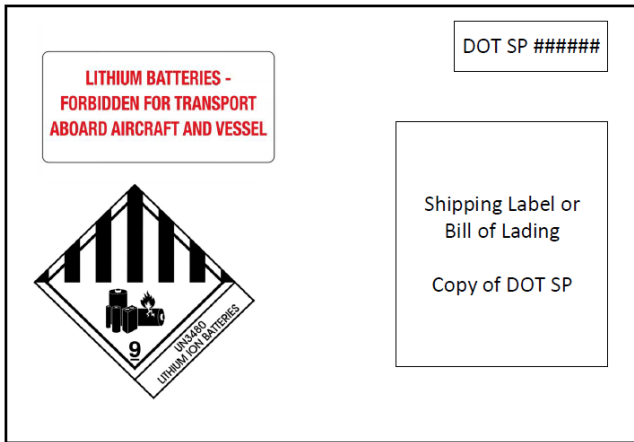 DOT SP ######
LITHIUM BATTERIES -
FORBIDDEN FOR TRANSPORT
ABOARD AIRCRAFT AND VESSEL
Shipping Label or
Bill of Lading
Copy of DOT SP
9
UN3480
LITHIUM ION BATTERIES